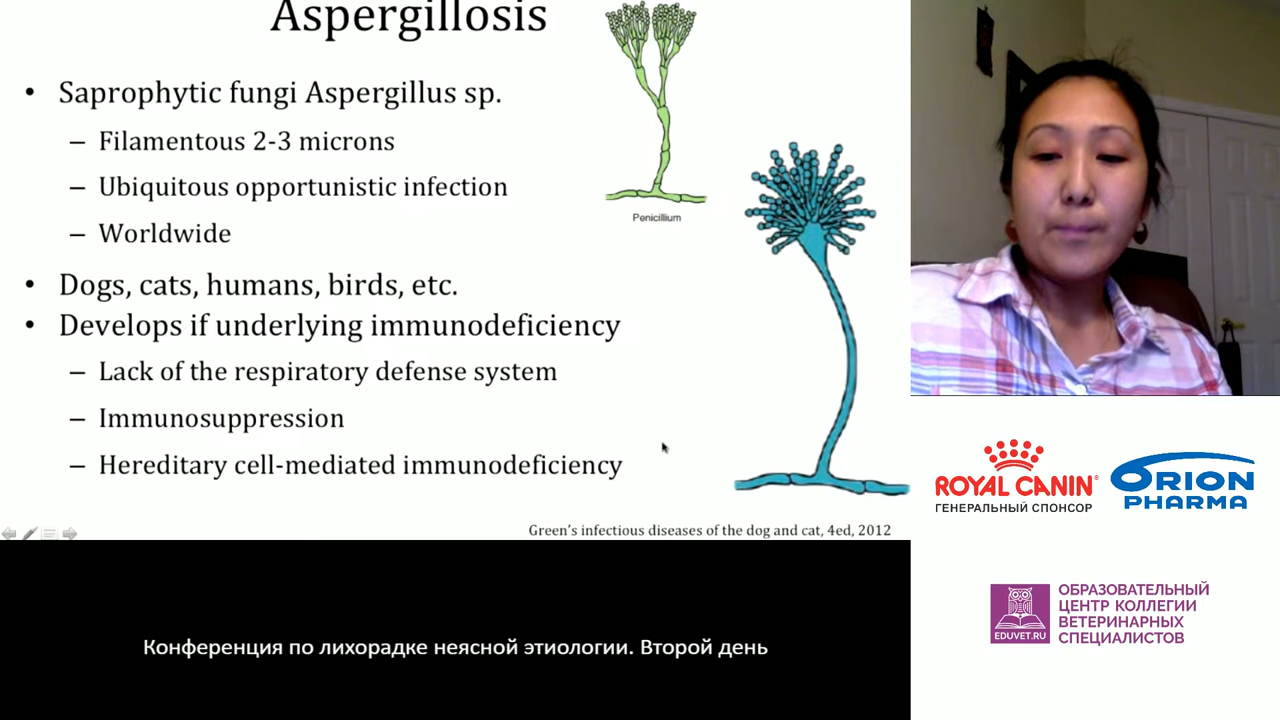 Aspergillosis
• Saprophytic fungi Aspergillus sp.
– Filamentous 2-3 microns
– Ubiquitous opportunistic infection
– Worldwide
• Dogs, cats, humans, birds, etc.
• Develops if underlying immunodeficiency
– Lack of the respiratory defense system
– Immunosuppression
– Hereditary cell-mediated immunodeficiency
Penicillium
Green's infectious diseases of the dog and cat, 4ed, 2012
ROYAL CANIN®
ГЕНЕРАЛЬНЫЙ СПОНСОР
ORION
PHARMA
EDUVET.RU
ОБРАЗОВАТЕЛЬНЫЙ
ЦЕНТР КОЛЛЕГИИ
ВЕТЕРИНАРНЫХ
СПЕЦИАЛИСТОВ
Конференция по лихорадке неясной этиологии. Второй день